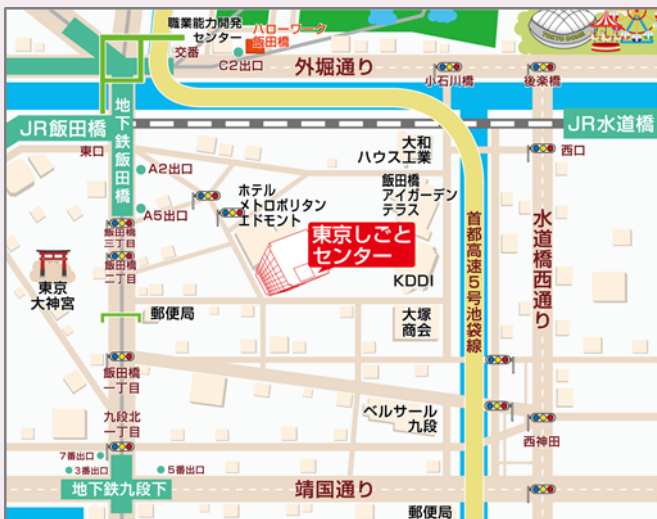 職業能力開発
センター
ハローワーク
飯田橋
交番
C2出口
外堀通り
小石川橋
後楽橋
TOKYO DOME
JR飯田橋
地下鉄飯田橋
JR水道橋
東口
西口
A2出口
A5出口
大和
ハウス工業
ホテル
メトロポリタン
エドモント
飯田橋
アイガーデン
テラス
飯田橋
三丁目
飯田橋
二丁目
東京しごと
センター
首都高速5号池袋線
水道橋西通り
東京
大神宮
KDDI
郵便局
大塚
商会
飯田橋
一丁目
九段北
一丁目
ベルサール
九段
西神田
7番出口
3番出口
5番出口
地下鉄九段下
靖国通り
郵便局